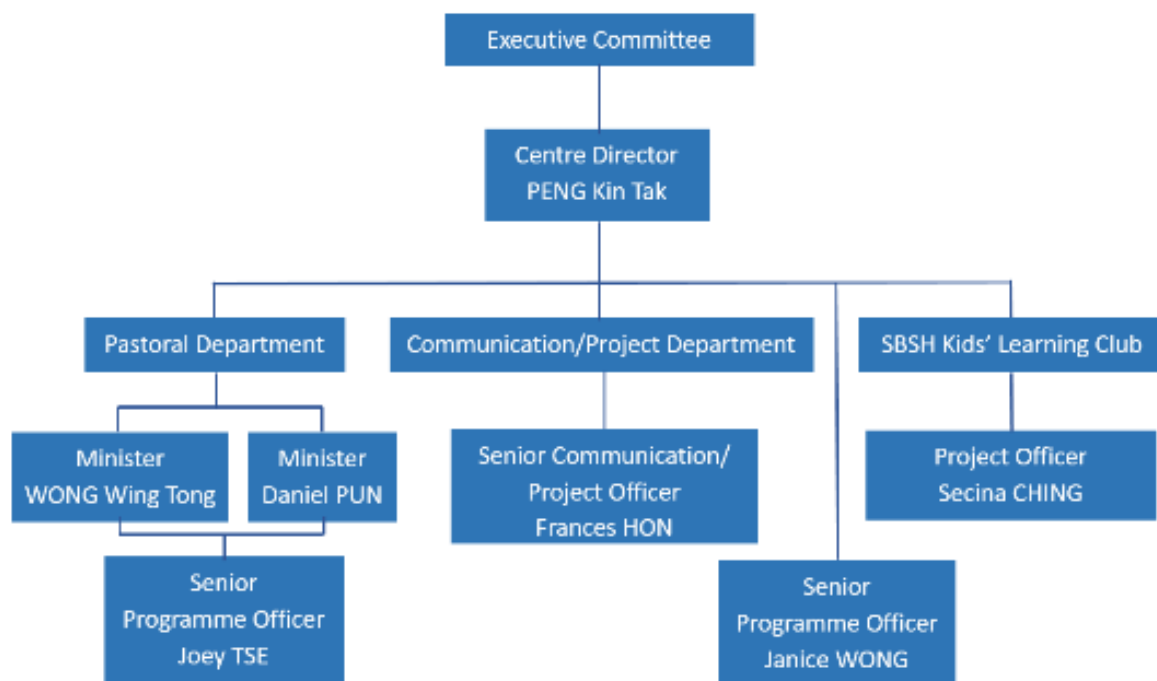 Executive Committee
Centre Director
PENG Kin Tak
Pastoral Department
Communication/Project Department
SBSH Kids’ Learning Club
Minister
WONG Wing Tong
Minister
Daniel PUN
Senior Communication/
Project Officer
Frances HON
Project Officer
Secina CHING
Senior
Programme Officer
Joey TSE
Senior
Programme Officer
Janice WONG